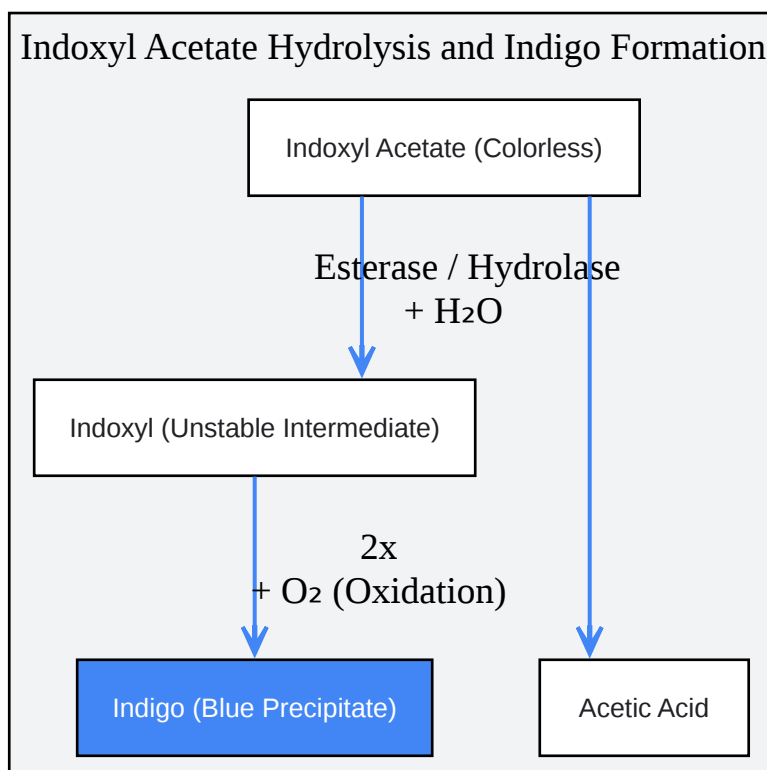 Indoxyl Acetate Hydrolysis and Indigo Formation
Indoxyl Acetate (Colorless)
Esterase / Hydrolase
+ H₂O
Indoxyl (Unstable Intermediate)
2x
+ O₂ (Oxidation)
Indigo (Blue Precipitate)
Acetic Acid